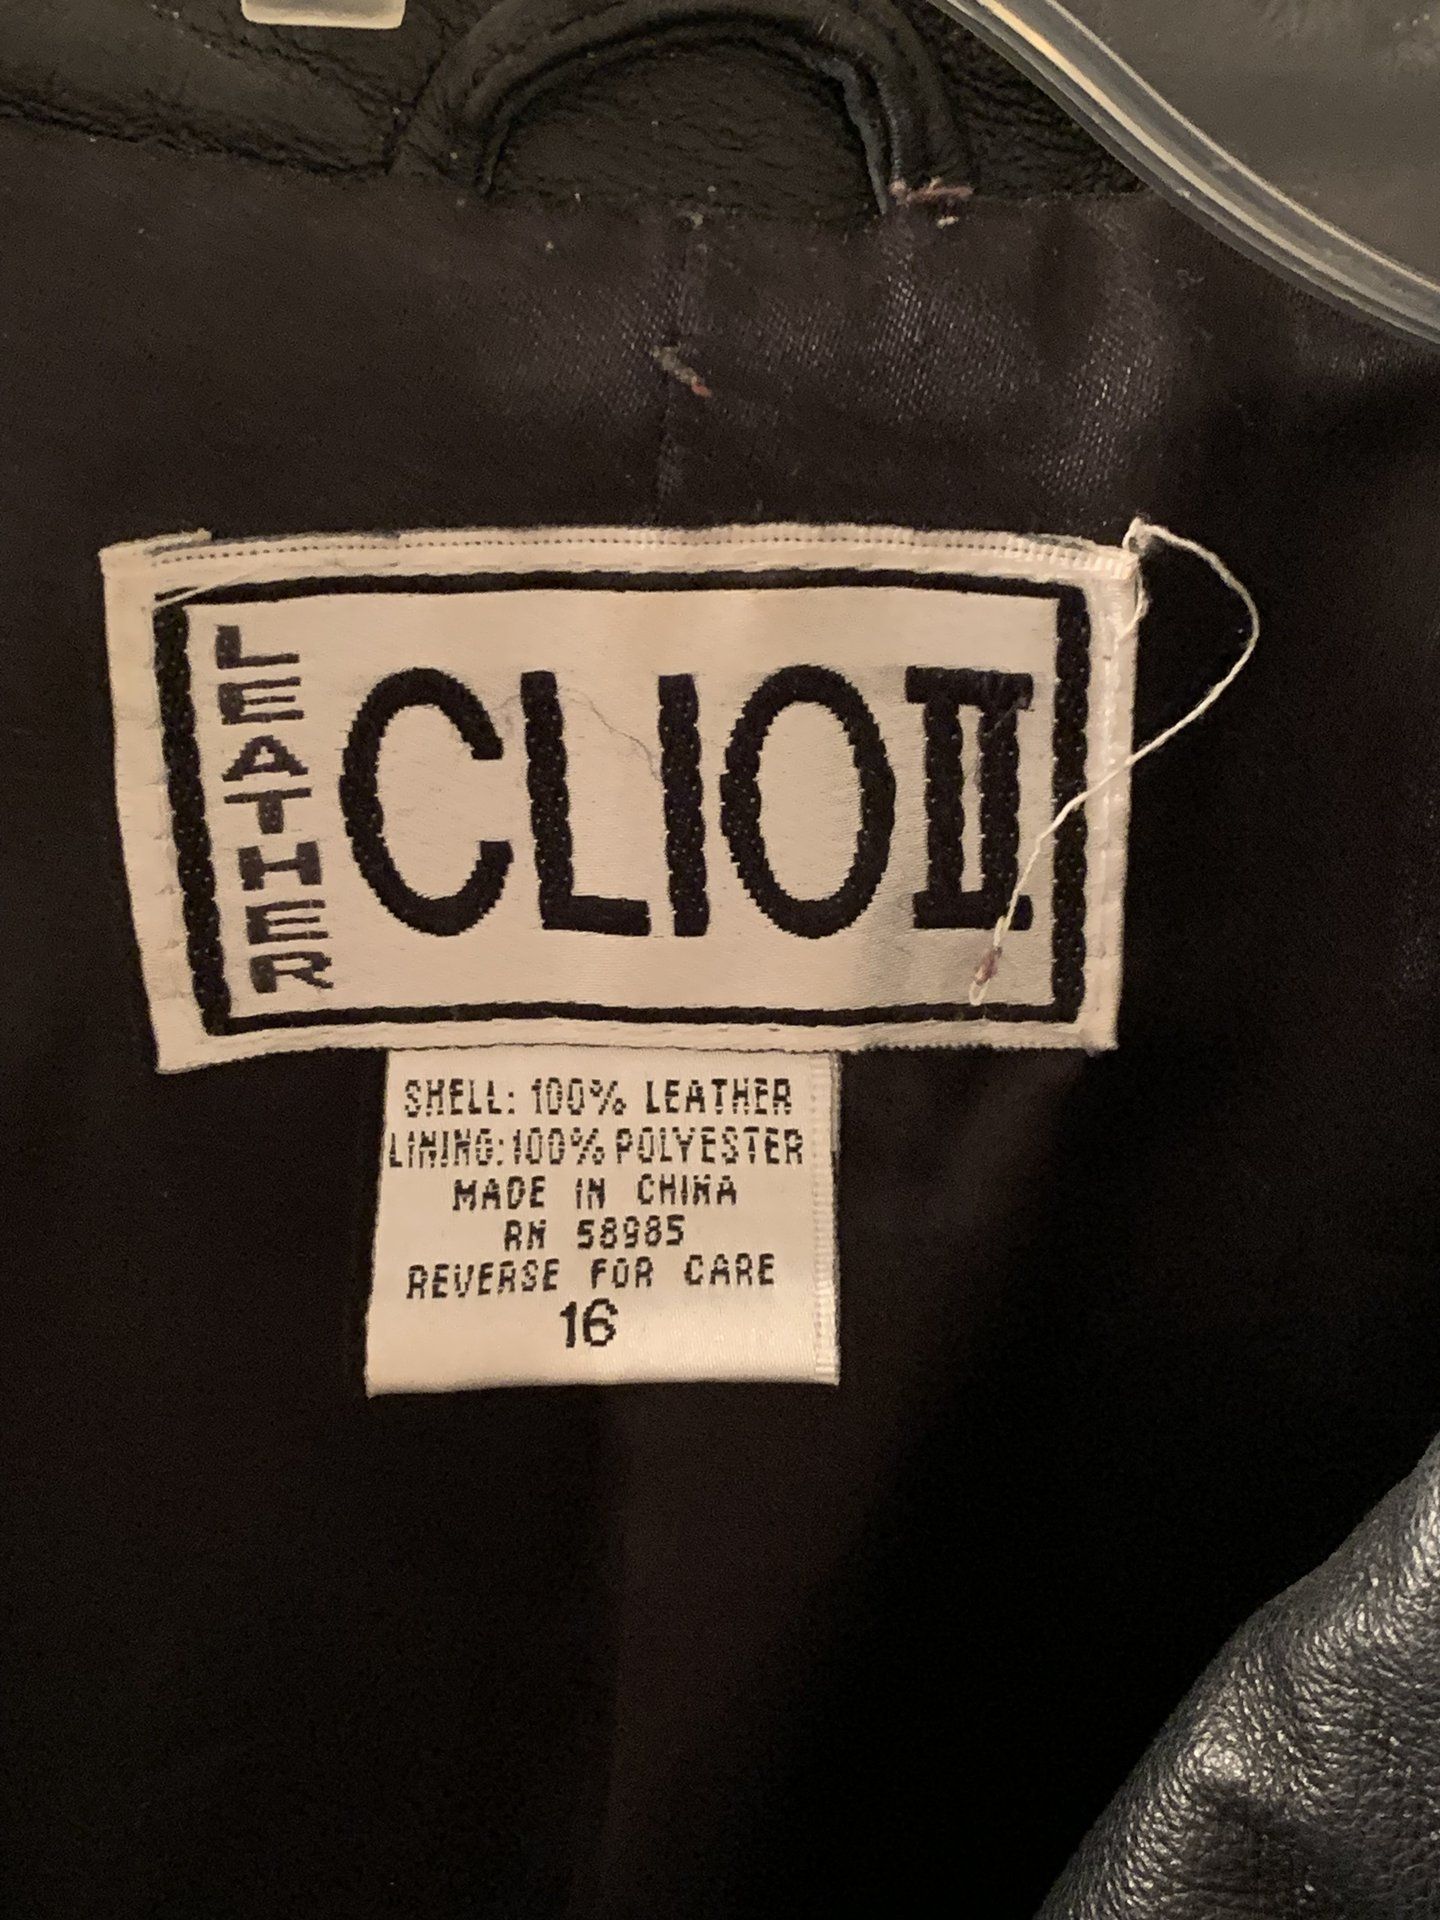 LEATHER
CLIO II
SHELL: 100% LEATHER
LINING: 100% POLYESTER
MADE IN CHINA
RN 58985
REVERSE FOR CARE
16